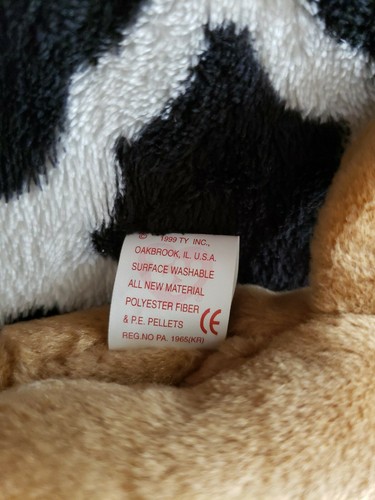 © 1999 TY INC.,
OAKBROOK, IL. U.S.A.
SURFACE WASHABLE
ALL NEW MATERIAL
POLYESTER FIBER
& P.E. PELLETS CE
REG.NO PA. 1965(KR)